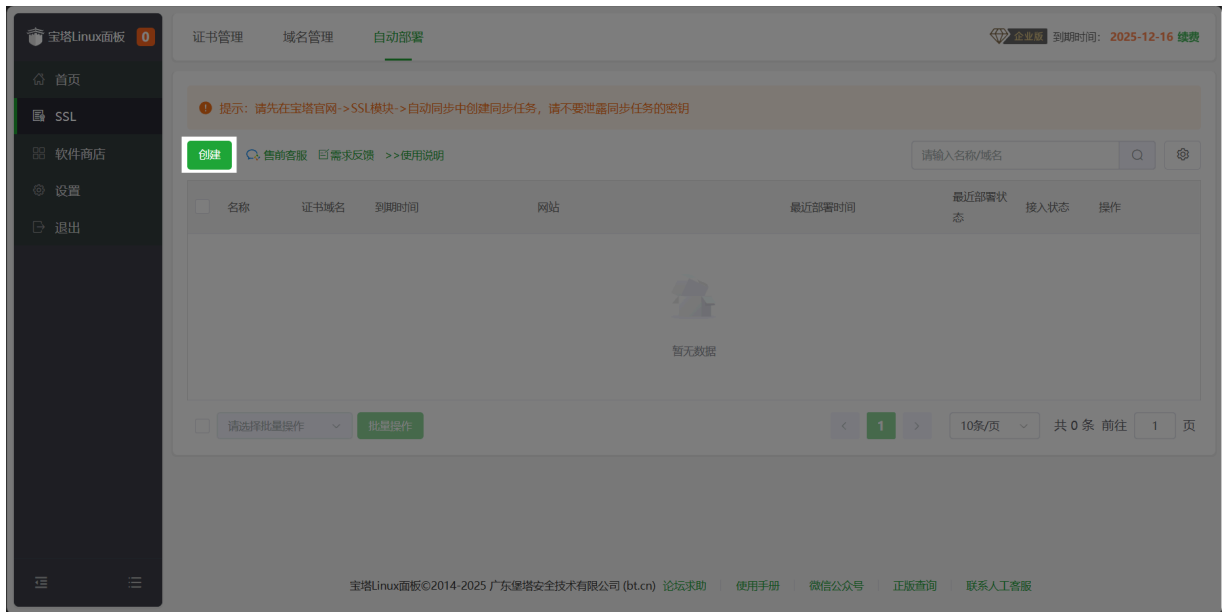 宝塔Linux面板 0
证书管理 域名管理 自动部署
企业版 到期时间: 2025-12-16 续费
首页
SSL
软件商店
设置
退出
提示: 请先在宝塔官网->SSL模块->自动同步中创建同步任务, 请不要泄露同步任务的密钥
创建 售前客服 需求反馈 >>使用说明 请输入名称/域名
名称 证书域名 到期时间 网站 最近部署时间 最近部署状态 接入状态 操作
暂无数据
请选择批量操作 批量操作 1 10条/页 共 0 条 前往 1 页
宝塔Linux面板©2014-2025 广东堡塔安全技术有限公司 (bt.cn) 论坛求助 使用手册 微信公众号 正版查询 联系人工客服